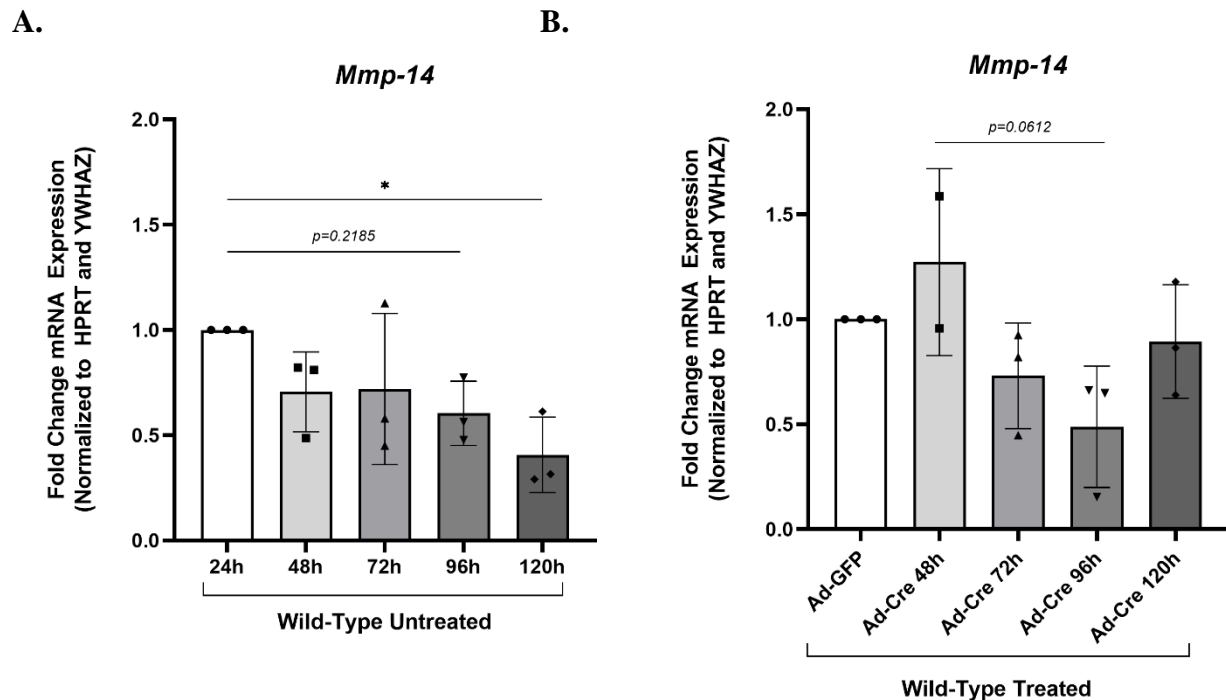 A.
Mmp-14
Fold Change mRNA Expression
(Normalized to HPRT and YWHAZ)
2.0
1.5
1.0
0.5
0.0
*
p=0.2185
24h
48h
72h
96h
120h
Wild-Type Untreated
B.
Mmp-14
Fold Change mRNA Expression
(Normalized to HPRT and YWHAZ)
2.0
1.5
1.0
0.5
0.0
p=0.0612
Ad-GFP
Ad-Cre 48h
Ad-Cre 72h
Ad-Cre 96h
Ad-Cre 120h
Wild-Type Treated